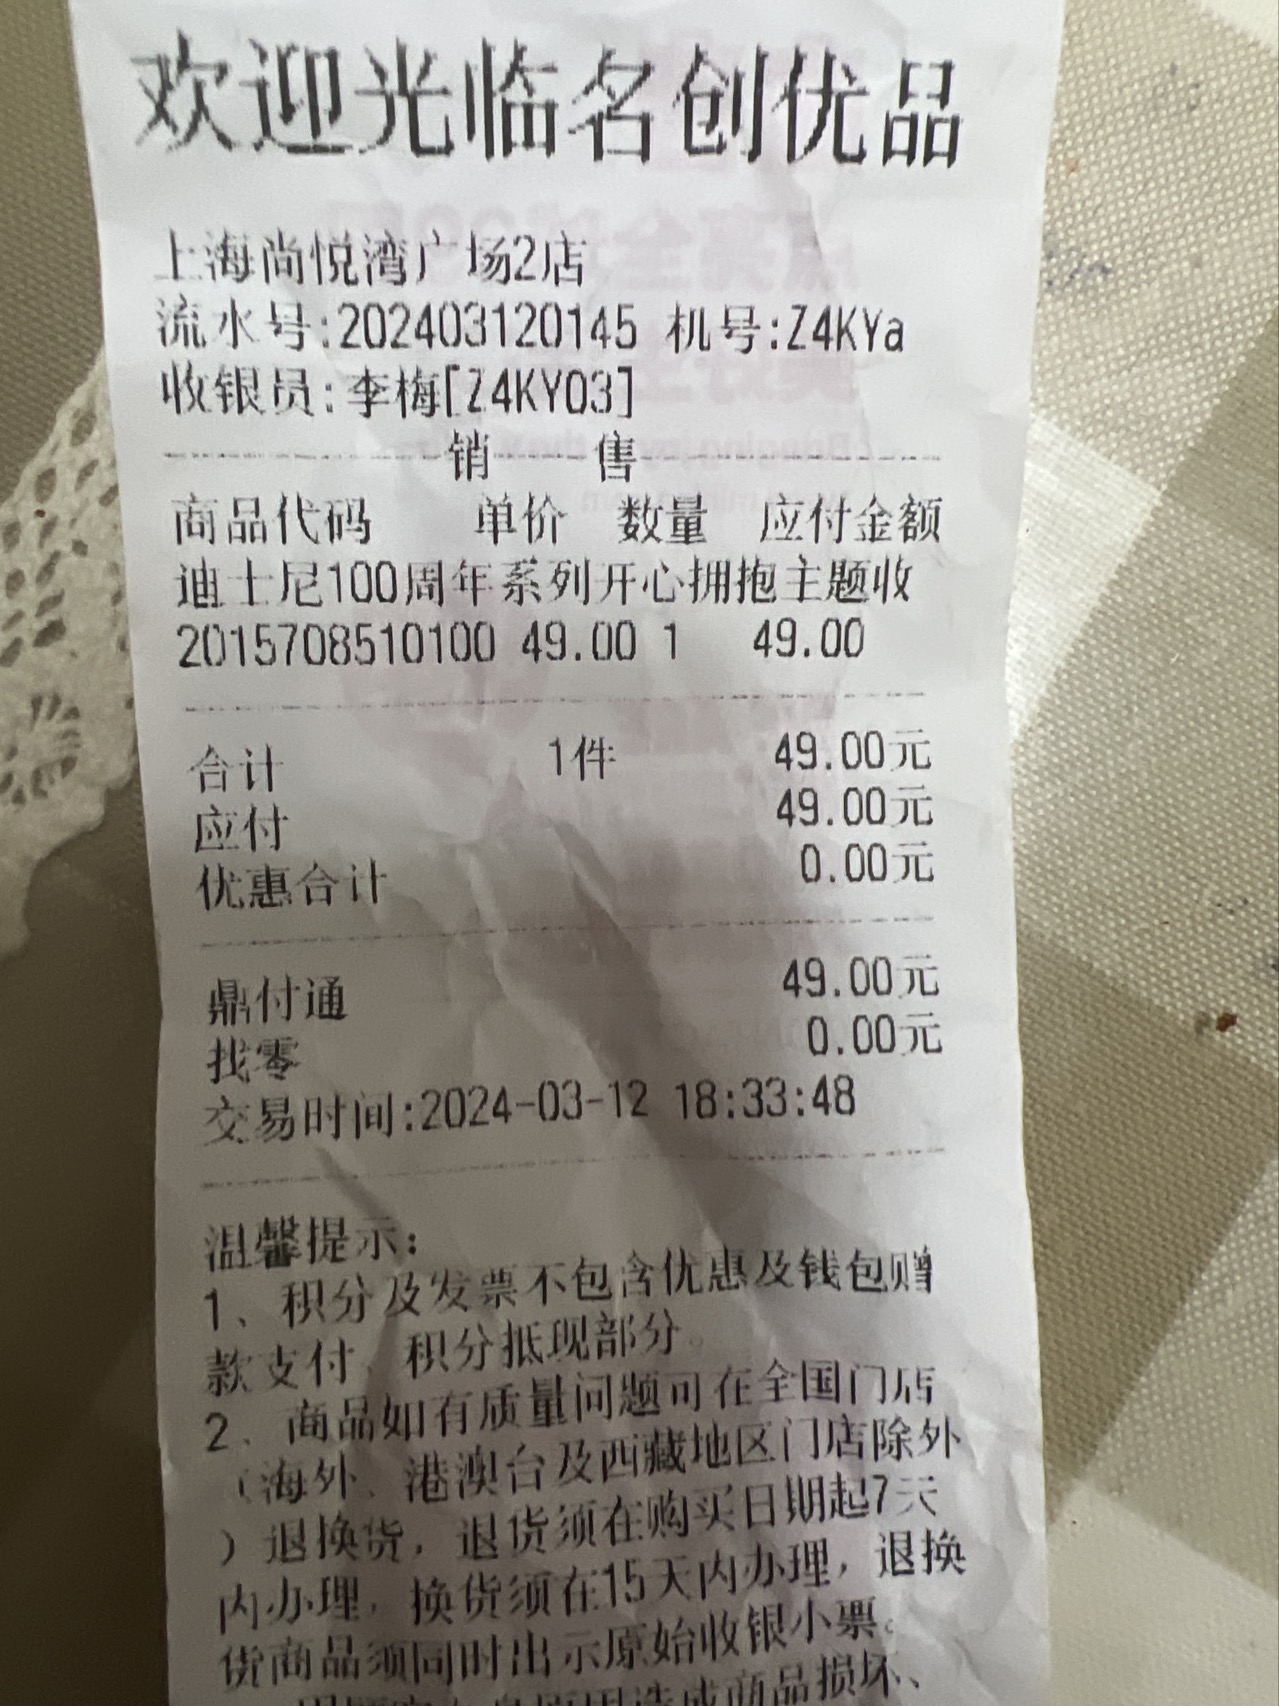 欢迎光临名创优品
上海尚悦湾广场2店
流水号:202403120145 机号:Z4KYa
收银员:李梅[Z4KY03]
销 售
商品代码 单价 数量 应付金额
迪士尼100周年系列开心拥抱主题收
2015708510100 49.00 1 49.00
合计 1件 49.00元
应付 49.00元
优惠合计 0.00元
鼎付通 49.00元
找零 0.00元
交易时间:2024-03-12 18:33:48
温馨提示:
1、积分及发票不包含优惠及钱包赠
款支付、积分抵现部分。
2、商品如有质量问题可在全国门店
（海外、港澳台及西藏地区门店除外
）退换货，退货须在购买日期起7天
内办理，换货须在15天内办理，退换
货商品须同时出示原始收银小票。
造成商品损坏、